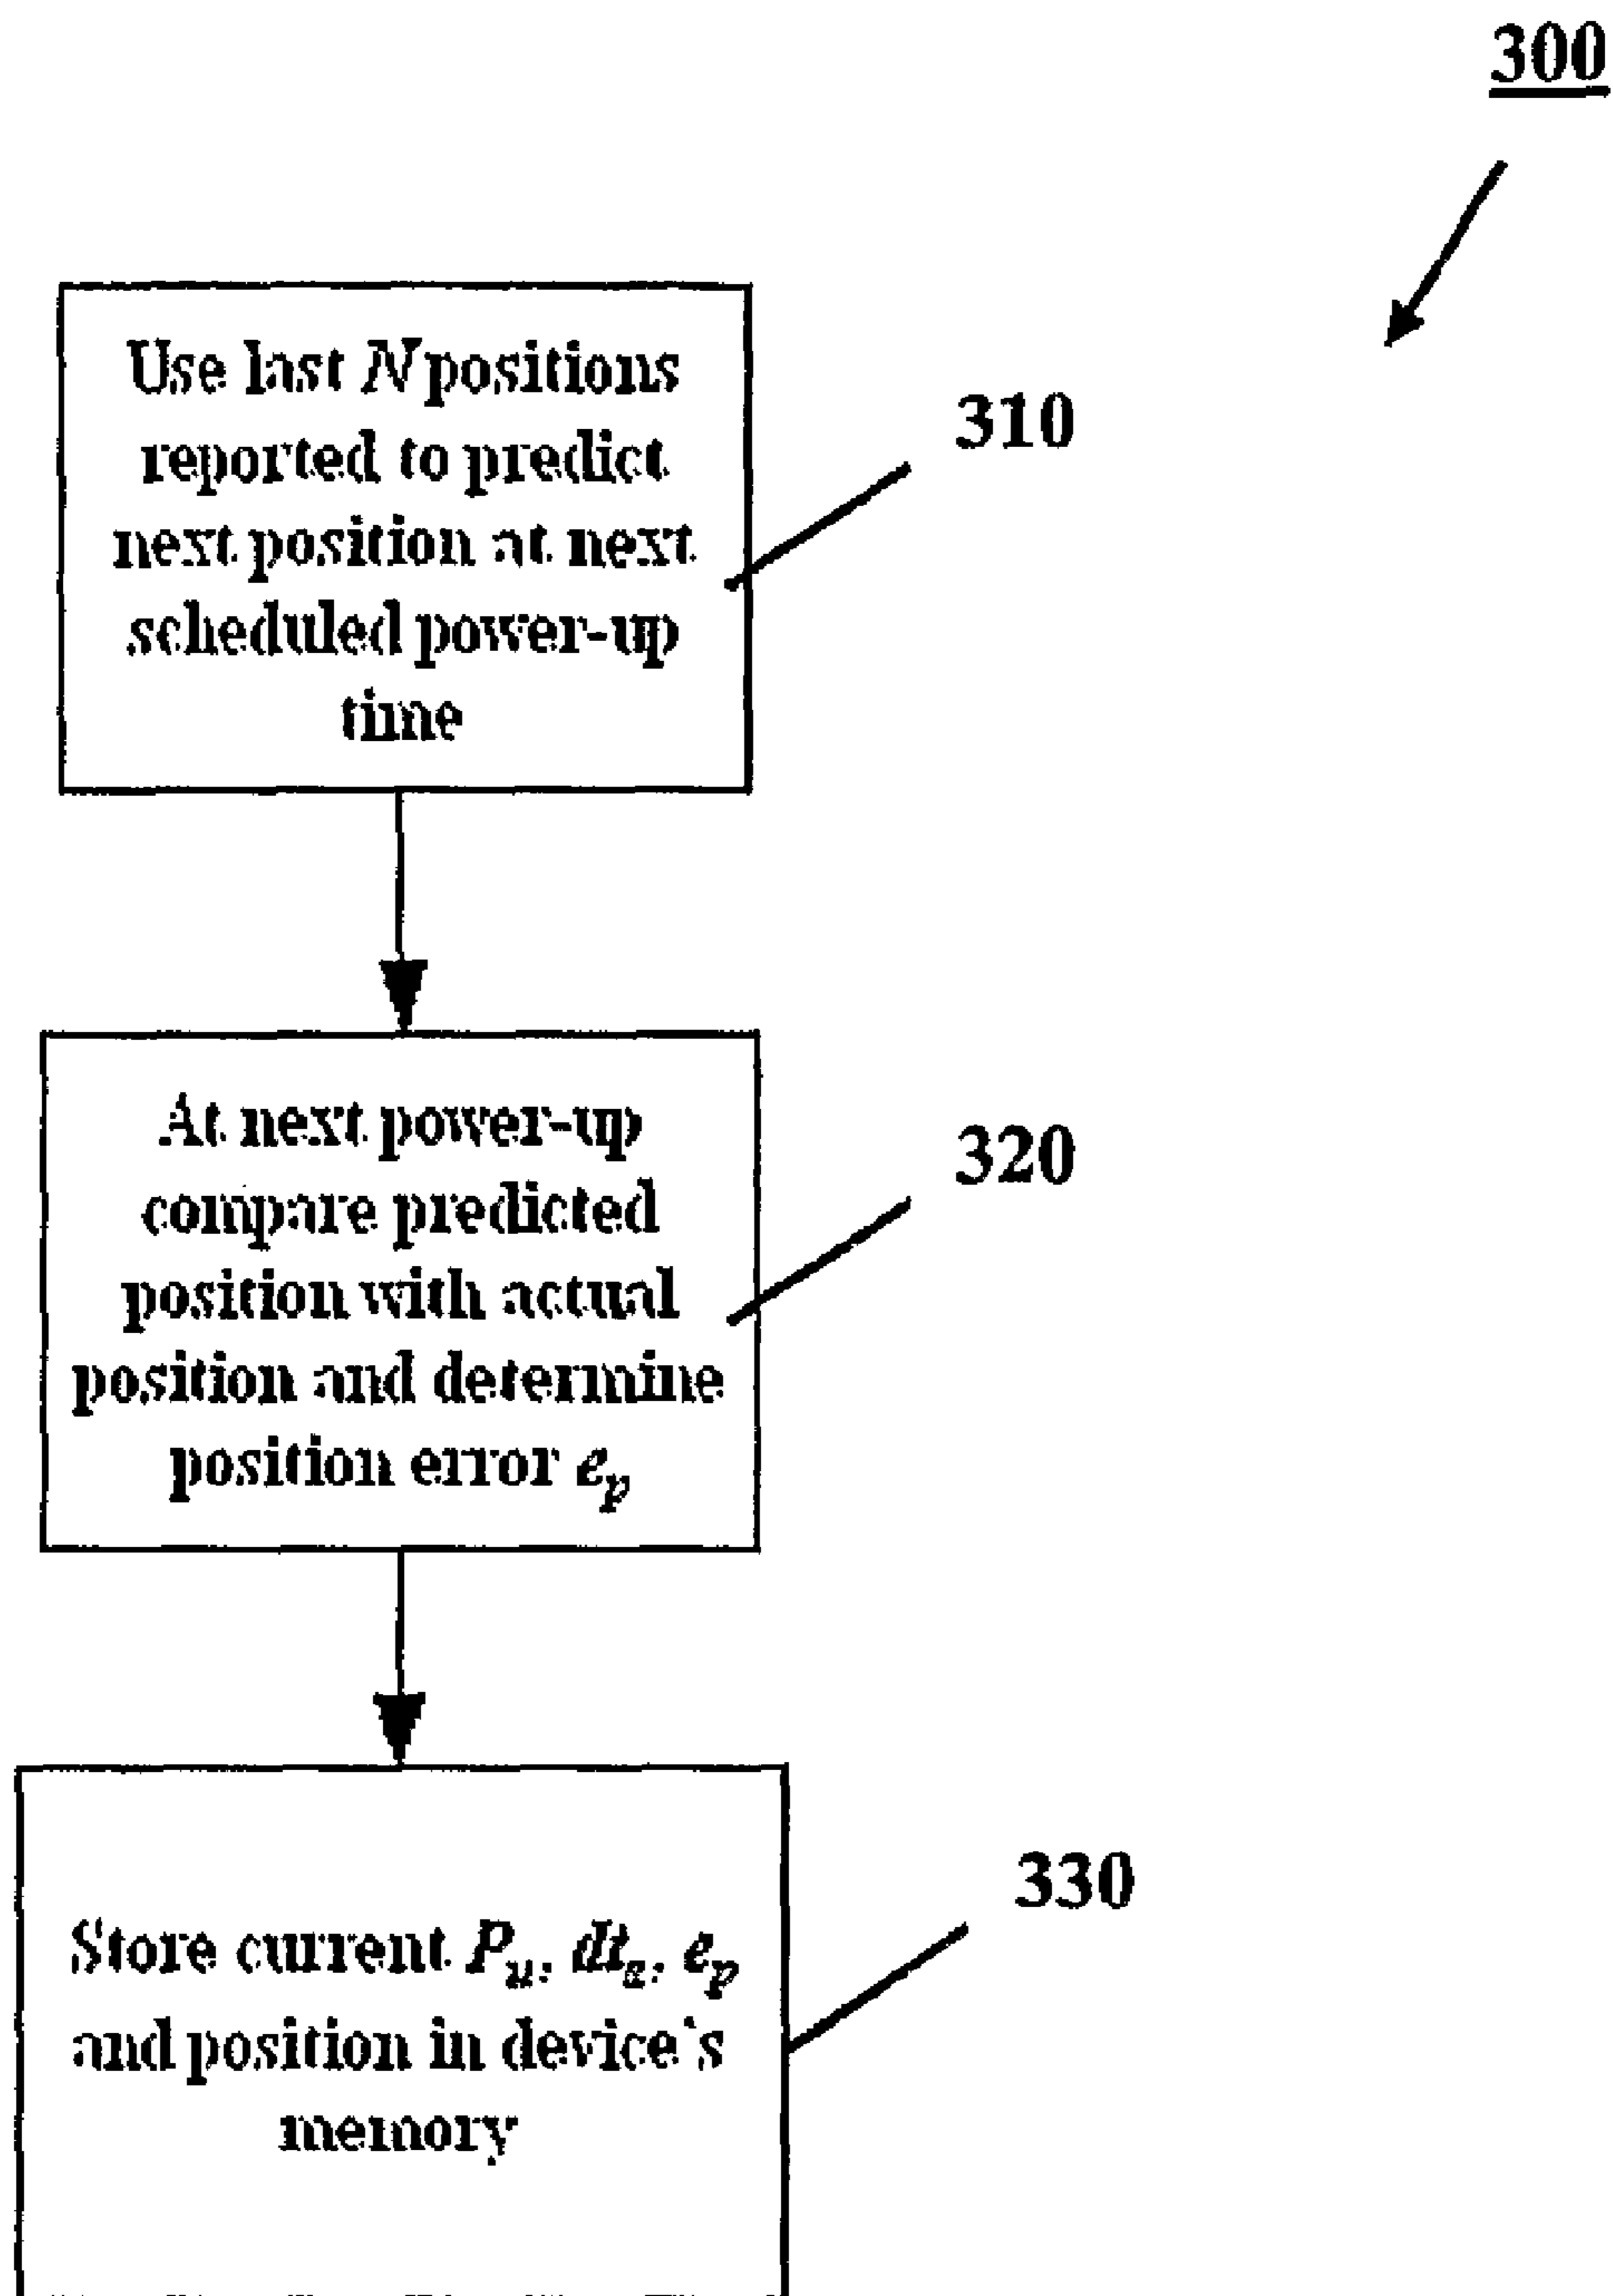 300
Use last N positions
reported to predict
next position at next
scheduled power-up
time
310
At next power-up
compare predicted
position with actual
position and determine
position error eₚ
320
Store current Pᵤ, dtₐ, eₚ
and position in device's
memory
330